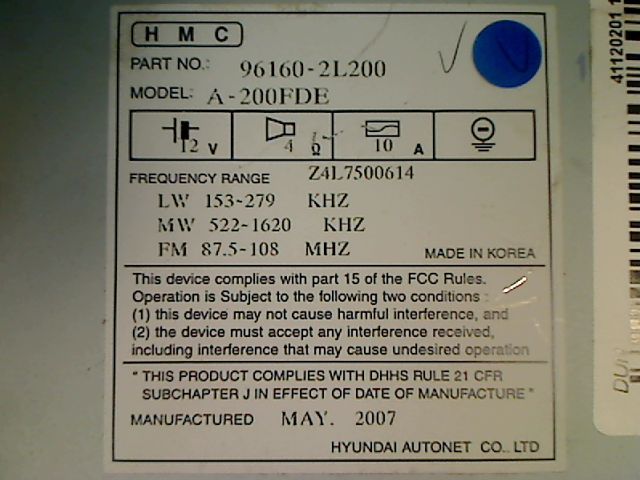 HMC
PART NO.: 96160-2L200
MODEL: A-200FDE
12 V 4 Ω 10 A
FREQUENCY RANGE Z4L7500614
LW 153~279 KHZ
MW 522~1620 KHZ
FM 87.5~108 MHZ
MADE IN KOREA
This device complies with part 15 of the FCC Rules.
Operation is Subject to the following two conditions :
(1) this device may not cause harmful interference, and
(2) the device must accept any interference received,
including interference that may cause undesired operation
" THIS PRODUCT COMPLIES WITH DHHS RULE 21 CFR
SUBCHAPTER J IN EFFECT OF DATE OF MANUFACTURE "
MANUFACTURED MAY. 2007
HYUNDAI AUTONET CO., LTD
41120201